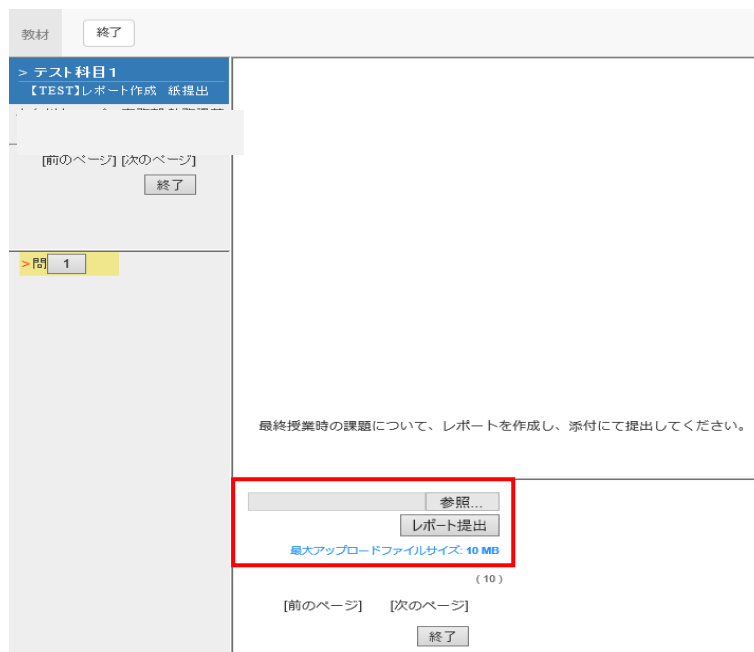 教材
終了
> テスト科目1
【TEST】レポート作成 紙提出
[前のページ] [次のページ]
終了
>問 1
最終授業時の課題について、レポートを作成し、添付にて提出してください。
参照...
レポート提出
最大アップロードファイルサイズ: 10 MB
(10)
[前のページ] [次のページ]
終了